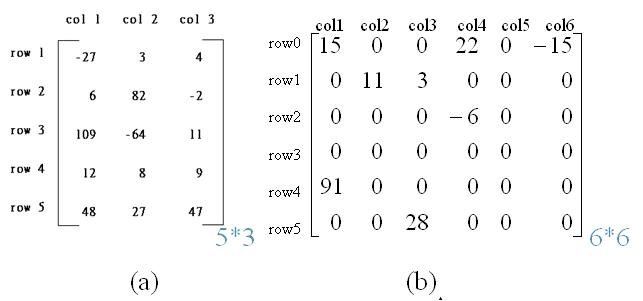 col 1 col 2 col 3
row 1 -27 3 4
row 2 6 82 -2
row 3 109 -64 11
row 4 12 8 9
row 5 48 27 47
5*3
(a)
col1 col2 col3 col4 col5 col6
row0 15 0 0 22 0 −15
row1 0 11 3 0 0 0
row2 0 0 0 −6 0 0
row3 0 0 0 0 0 0
row4 91 0 0 0 0 0
row5 0 0 28 0 0 0
6*6
(b)